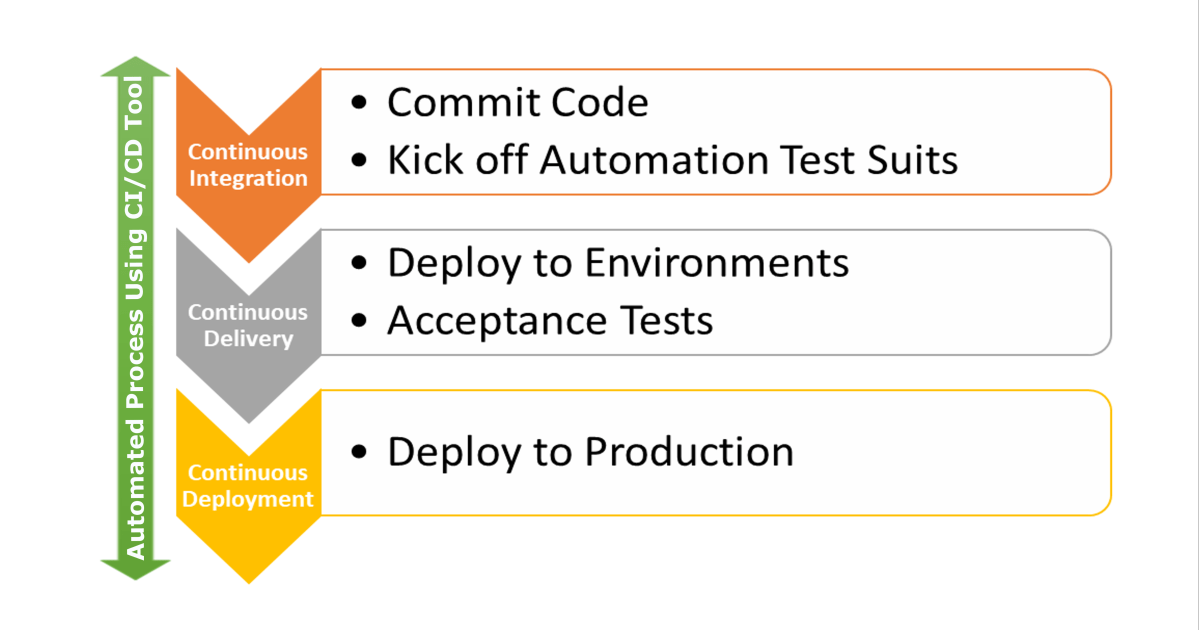 Automated Process Using CI/CD Tool
Continuous
Integration
• Commit Code
• Kick off Automation Test Suits
Continuous
Delivery
• Deploy to Environments
• Acceptance Tests
Continuous
Deployment
• Deploy to Production